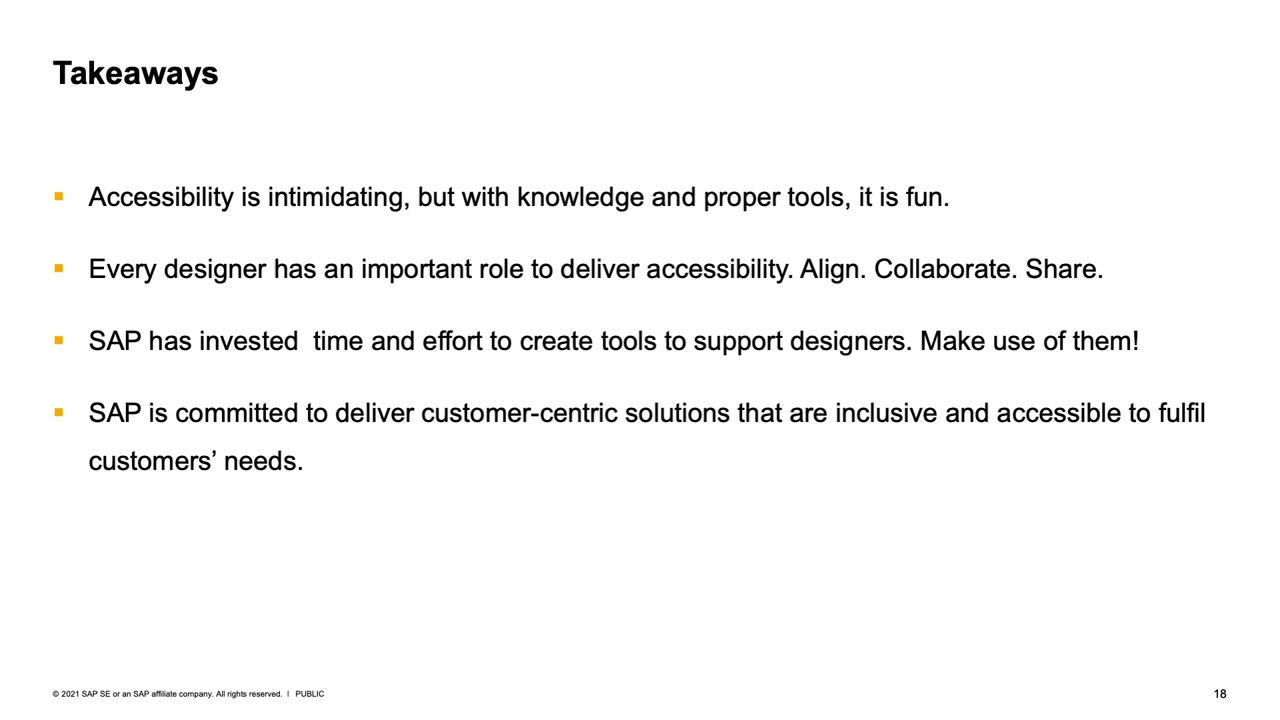 Takeaways
▪ Accessibility is intimidating, but with knowledge and proper tools, it is fun.
▪ Every designer has an important role to deliver accessibility. Align. Collaborate. Share.
▪ SAP has invested  time and effort to create tools to support designers. Make use of them!
▪ SAP is committed to deliver customer-centric solutions that are inclusive and accessible to fulfil
customers’ needs.
© 2021 SAP SE or an SAP affiliate company. All rights reserved. | PUBLIC
18